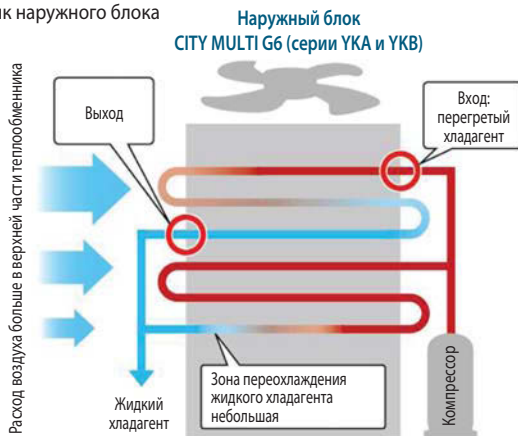 ик наружного блока
Наружный блок
CITY MULTI G6 (серии YKA и YKB)
Расход воздуха больше в верхней части теплообменника
Выход
Вход:
перегретый
хладагент
Зона переохлаждения
жидкого хладагента
небольшая
Жидкий
хладагент
Компрессор